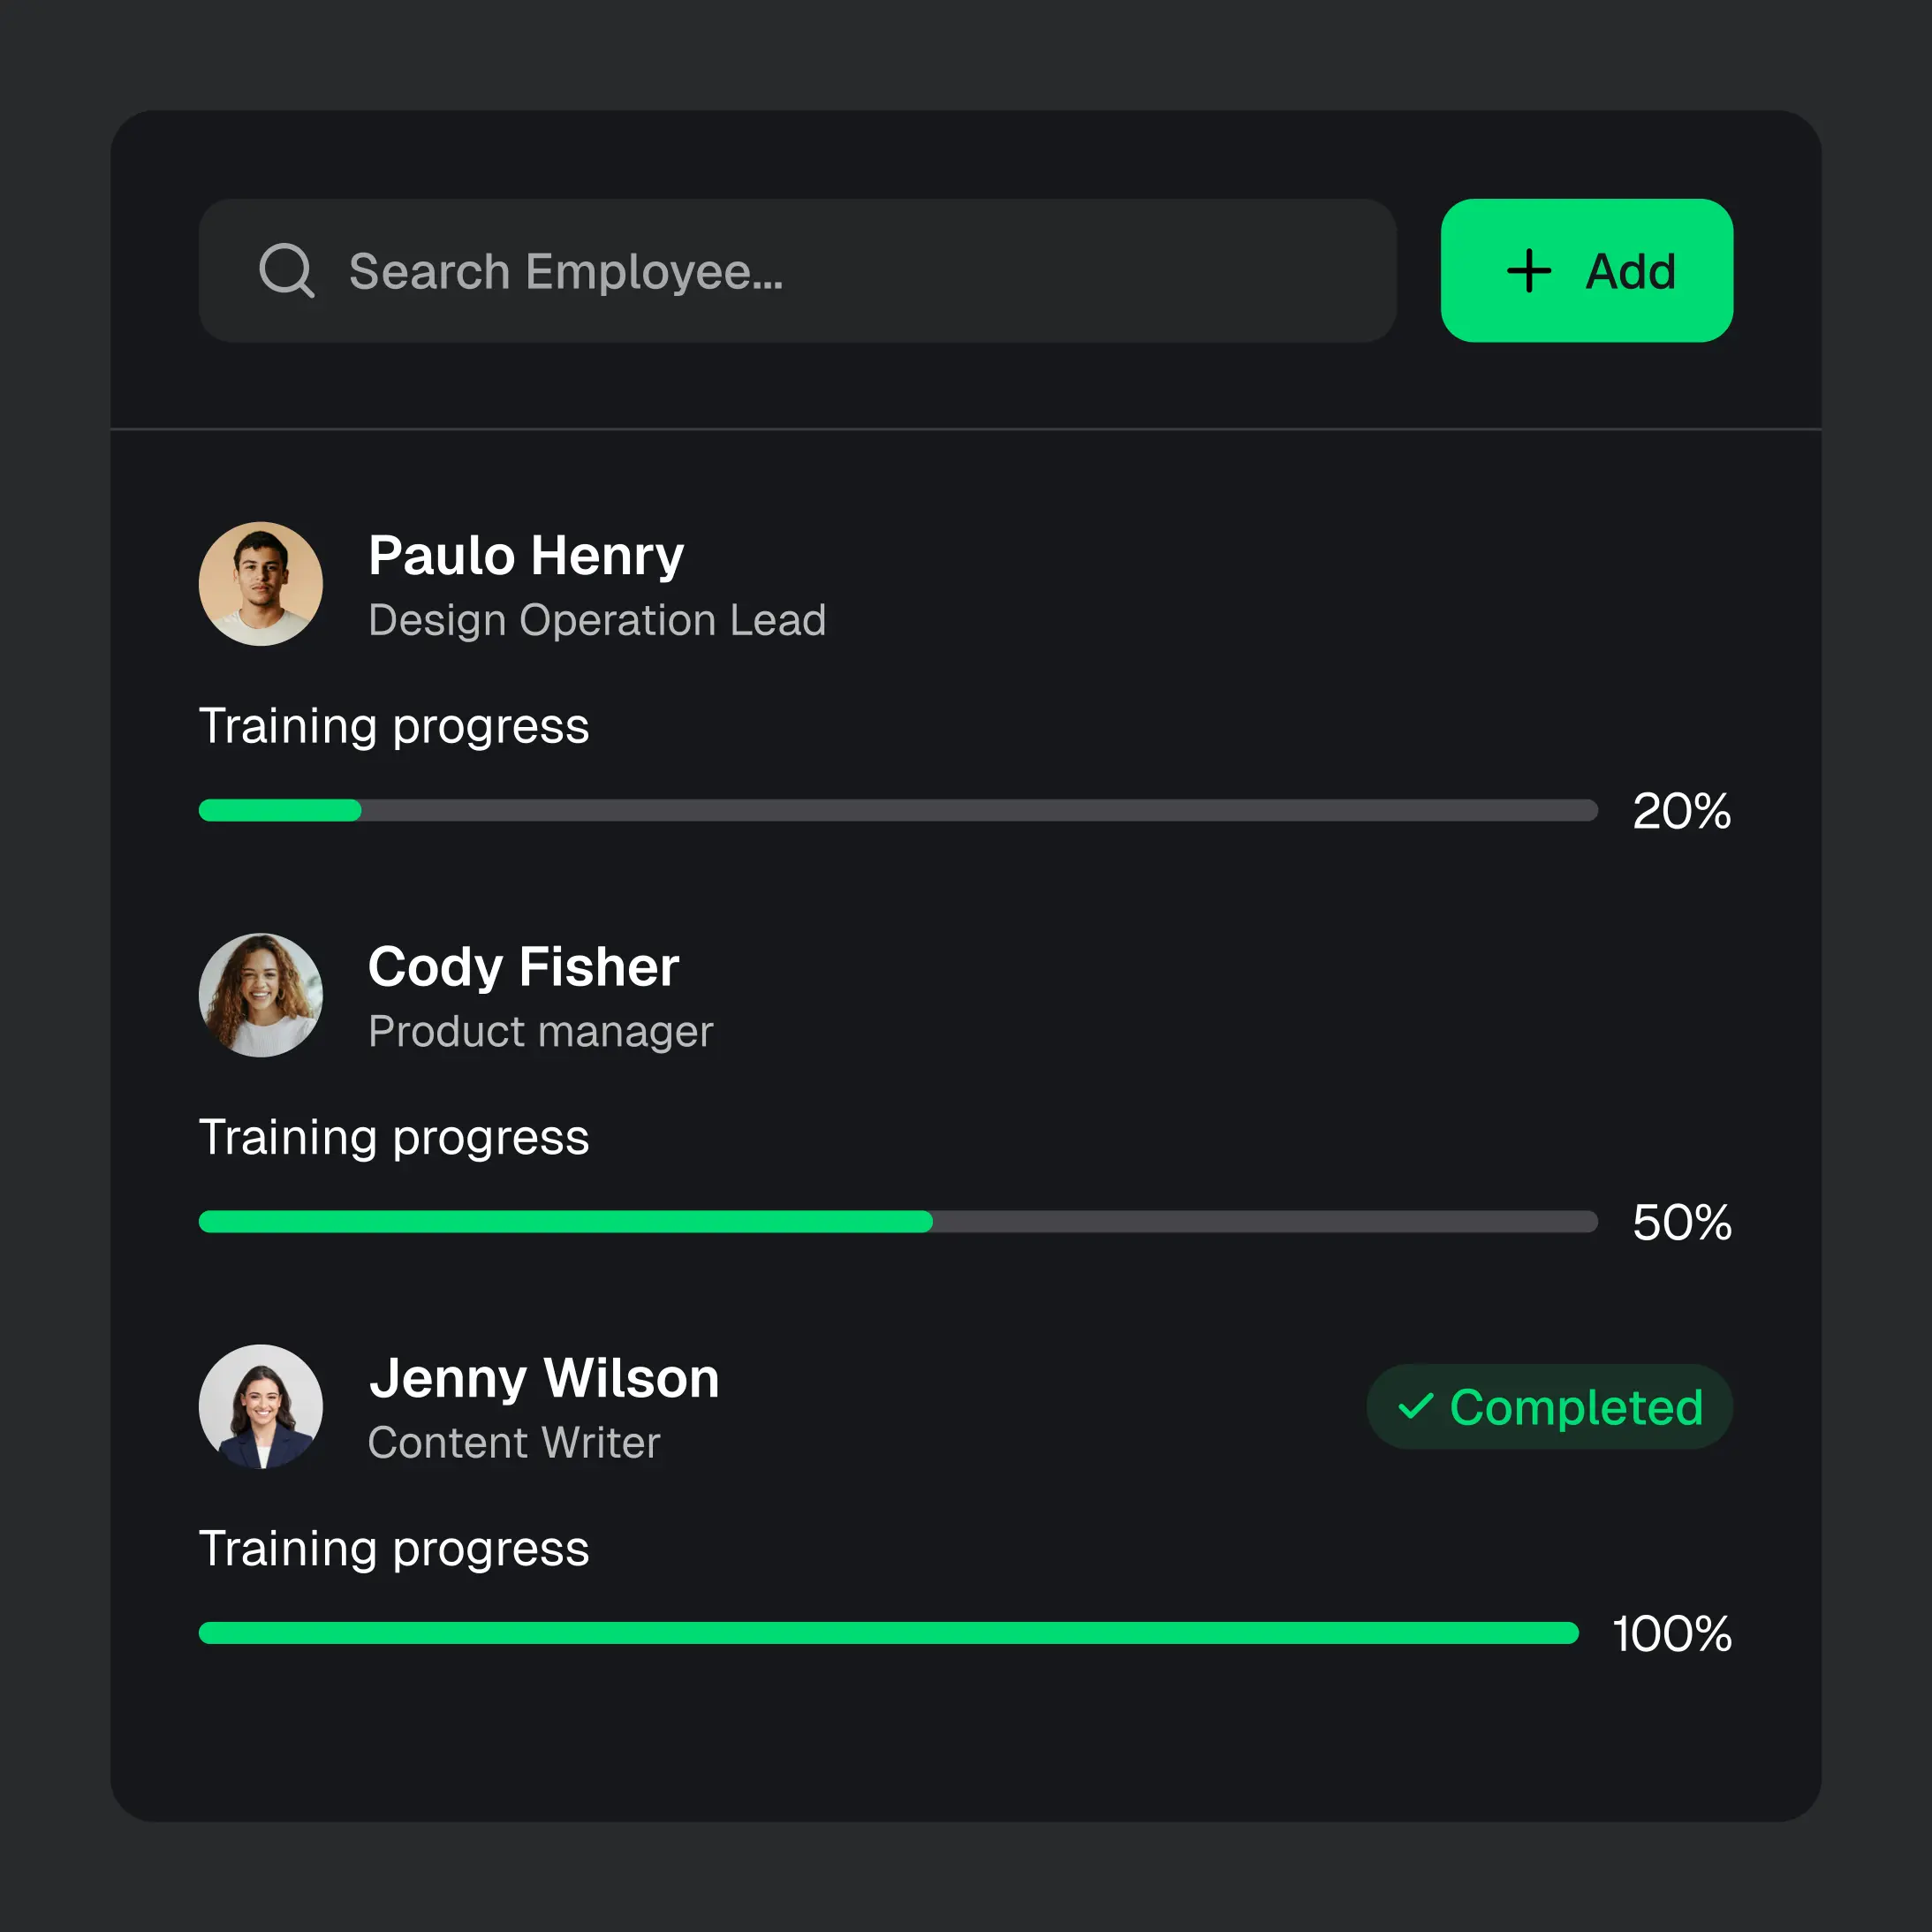 Search Employee...
Add
Paulo Henry
Design Operation Lead
Training progress
20%
Cody Fisher
Product manager
Training progress
50%
Jenny Wilson
Content Writer
Completed
Training progress
100%